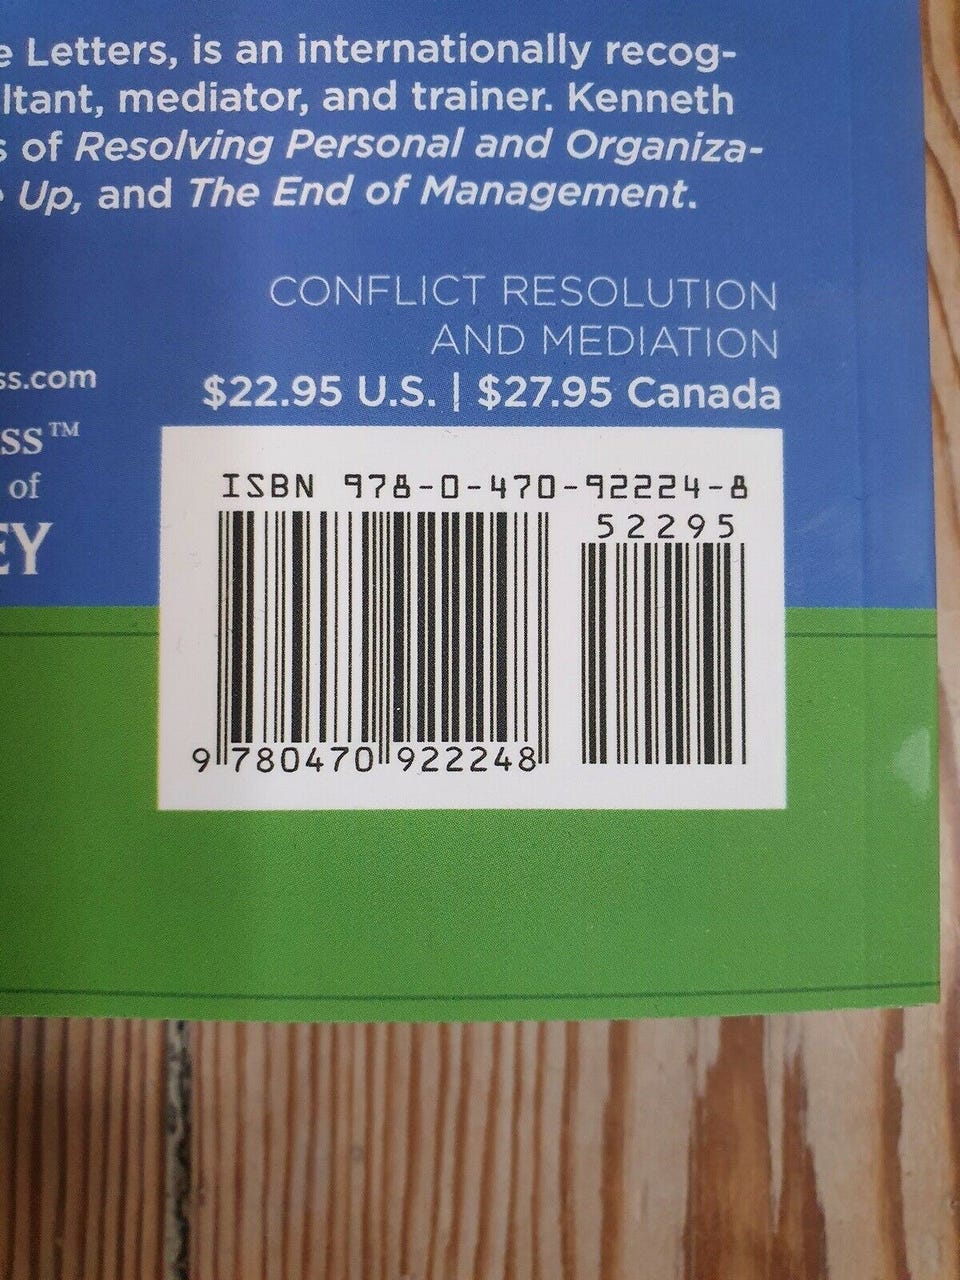 e Letters, is an internationally recog-
ltant, mediator, and trainer. Kenneth
s of Resolving Personal and Organiza-
Up, and The End of Management.
CONFLICT RESOLUTION
AND MEDIATION
ss.com
$22.95 U.S. | $27.95 Canada
SS™
of
EY
ISBN 978-0-470-92224-8
52295
9 780470 922248